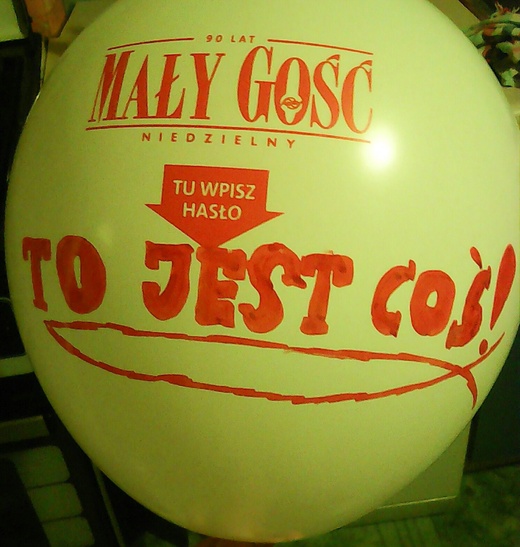 90 LAT
MAŁY GOŚĆ
NIEDZIELNY
TU WPISZ
HASŁO
TO JEST COŚ!